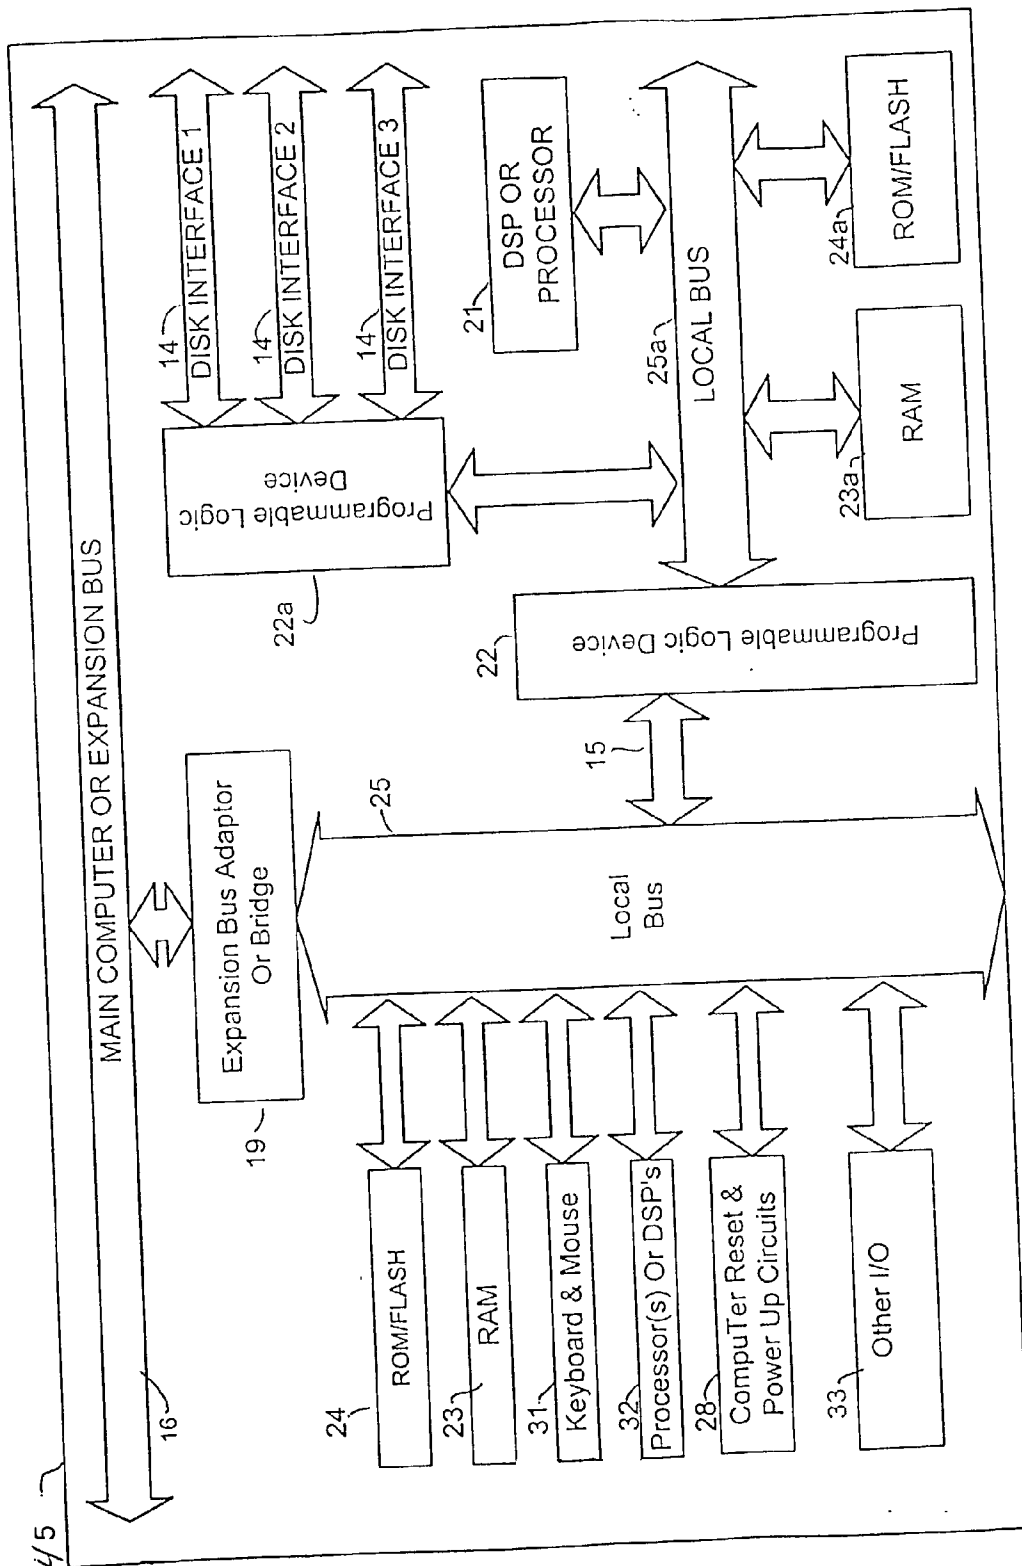 MAIN COMPUTER OR EXPANSION BUS
16
14
DISK INTERFACE 1
14
DISK INTERFACE 2
14
DISK INTERFACE 3
Programmable Logic
Device
22a
Expansion Bus Adaptor
Or Bridge
19
21
DSP OR
PROCESSOR
25a
LOCAL BUS
22
Programmable Logic Device
15
25
Local
Bus
24
ROM/FLASH
23
RAM
31
Keyboard & Mouse
32
Processor(s) Or DSP's
28
CompuTer Reset &
Power Up Circuits
33
Other I/O
23a
RAM
24a
ROM/FLASH